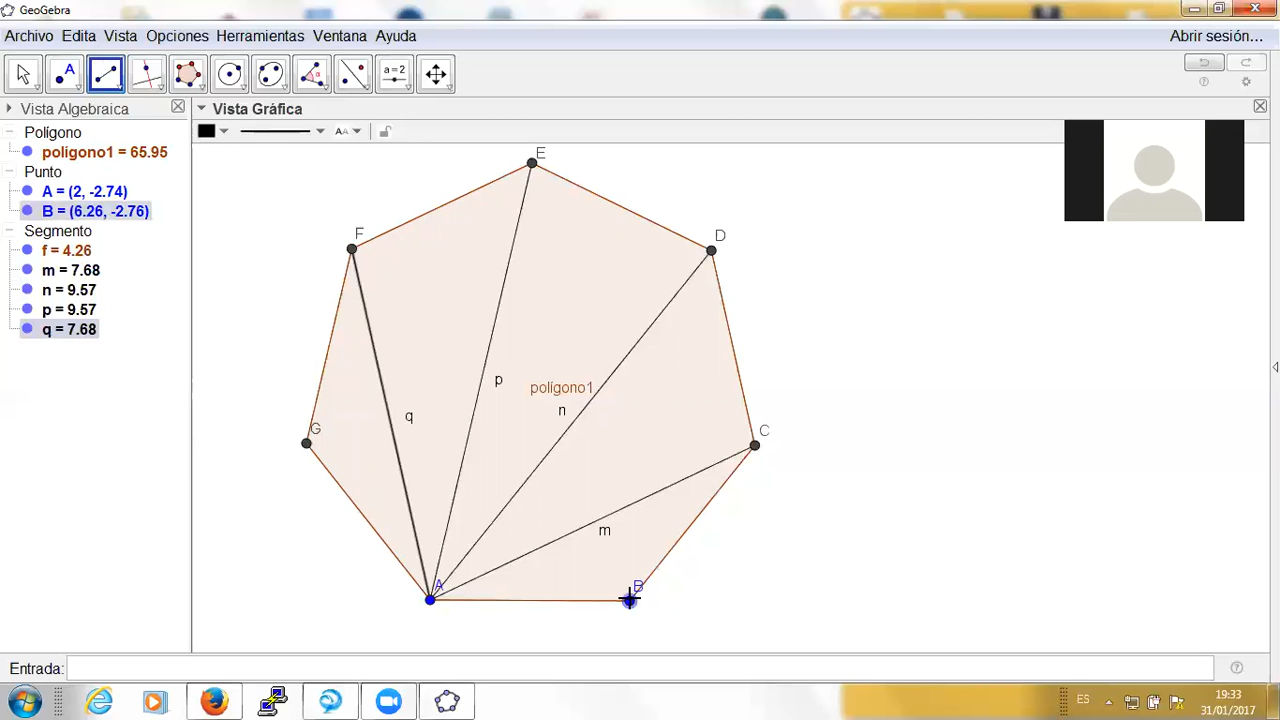 GeoGebra
Archivo Edita Vista Opciones Herramientas Ventana Ayuda
Abrir sesión...
A
α
a=2
Vista Algebraica
Vista Gráfica
AA
Polígono
polígono1 = 65.95
Punto
A = (2, -2.74)
B = (6.26, -2.76)
Segmento
f = 4.26
m = 7.68
n = 9.57
p = 9.57
q = 7.68
E
F
D
p
polígono1
n
q
G
C
m
A
B
Entrada:
ES
19:33
31/01/2017